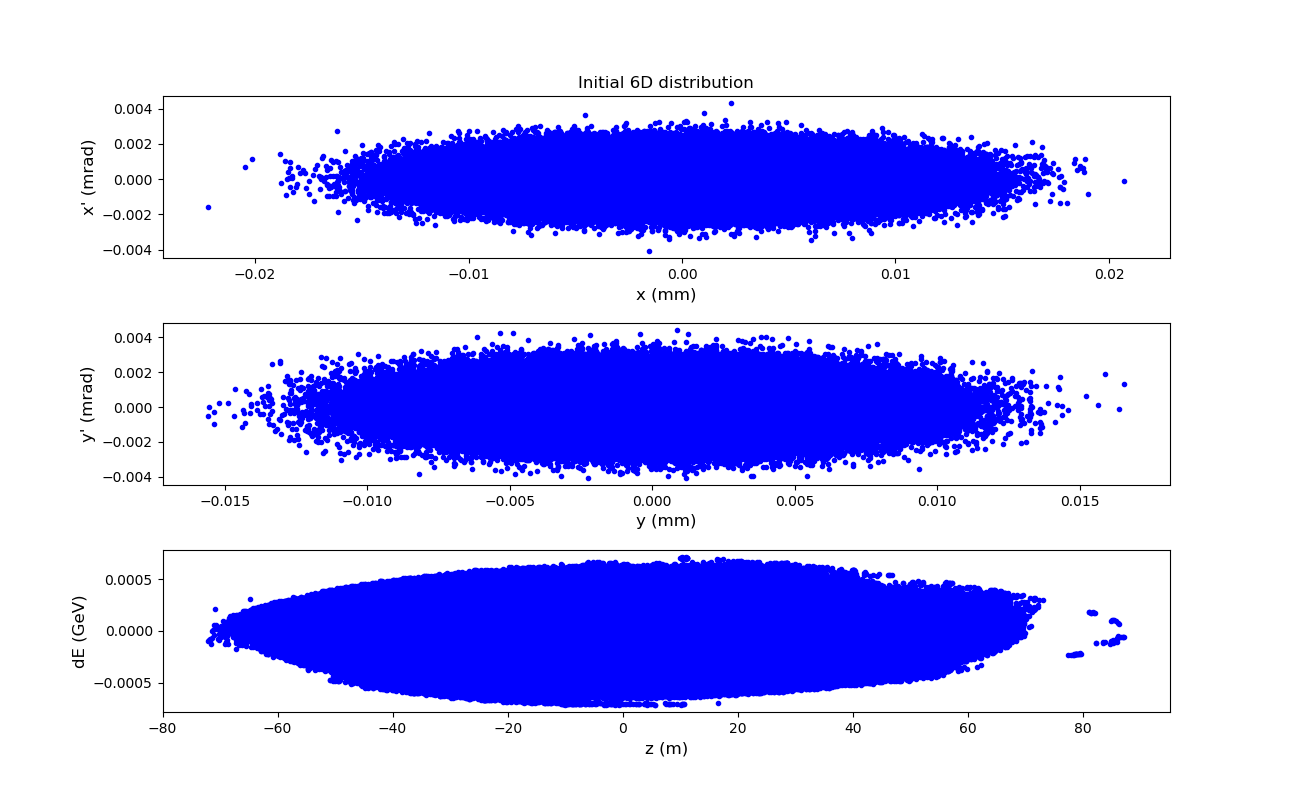 Initial 6D distribution
0.004
0.002
0.000
−0.002
−0.004
x' (mrad)
−0.02 −0.01 0.00 0.01 0.02
x (mm)
0.004
0.002
0.000
−0.002
−0.004
y' (mrad)
−0.015 −0.010 −0.005 0.000 0.005 0.010 0.015
y (mm)
0.0005
0.0000
−0.0005
dE (GeV)
−80 −60 −40 −20 0 20 40 60 80
z (m)